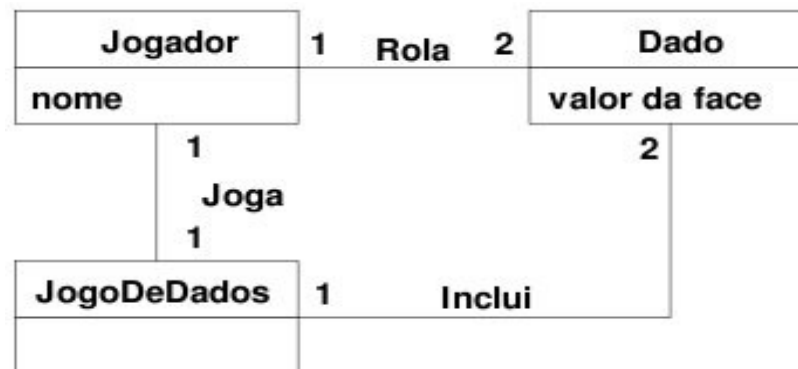 Jogador
1
Rola
2
Dado
nome
valor da face
1
2
Joga
1
JogoDeDados
1
Inclui